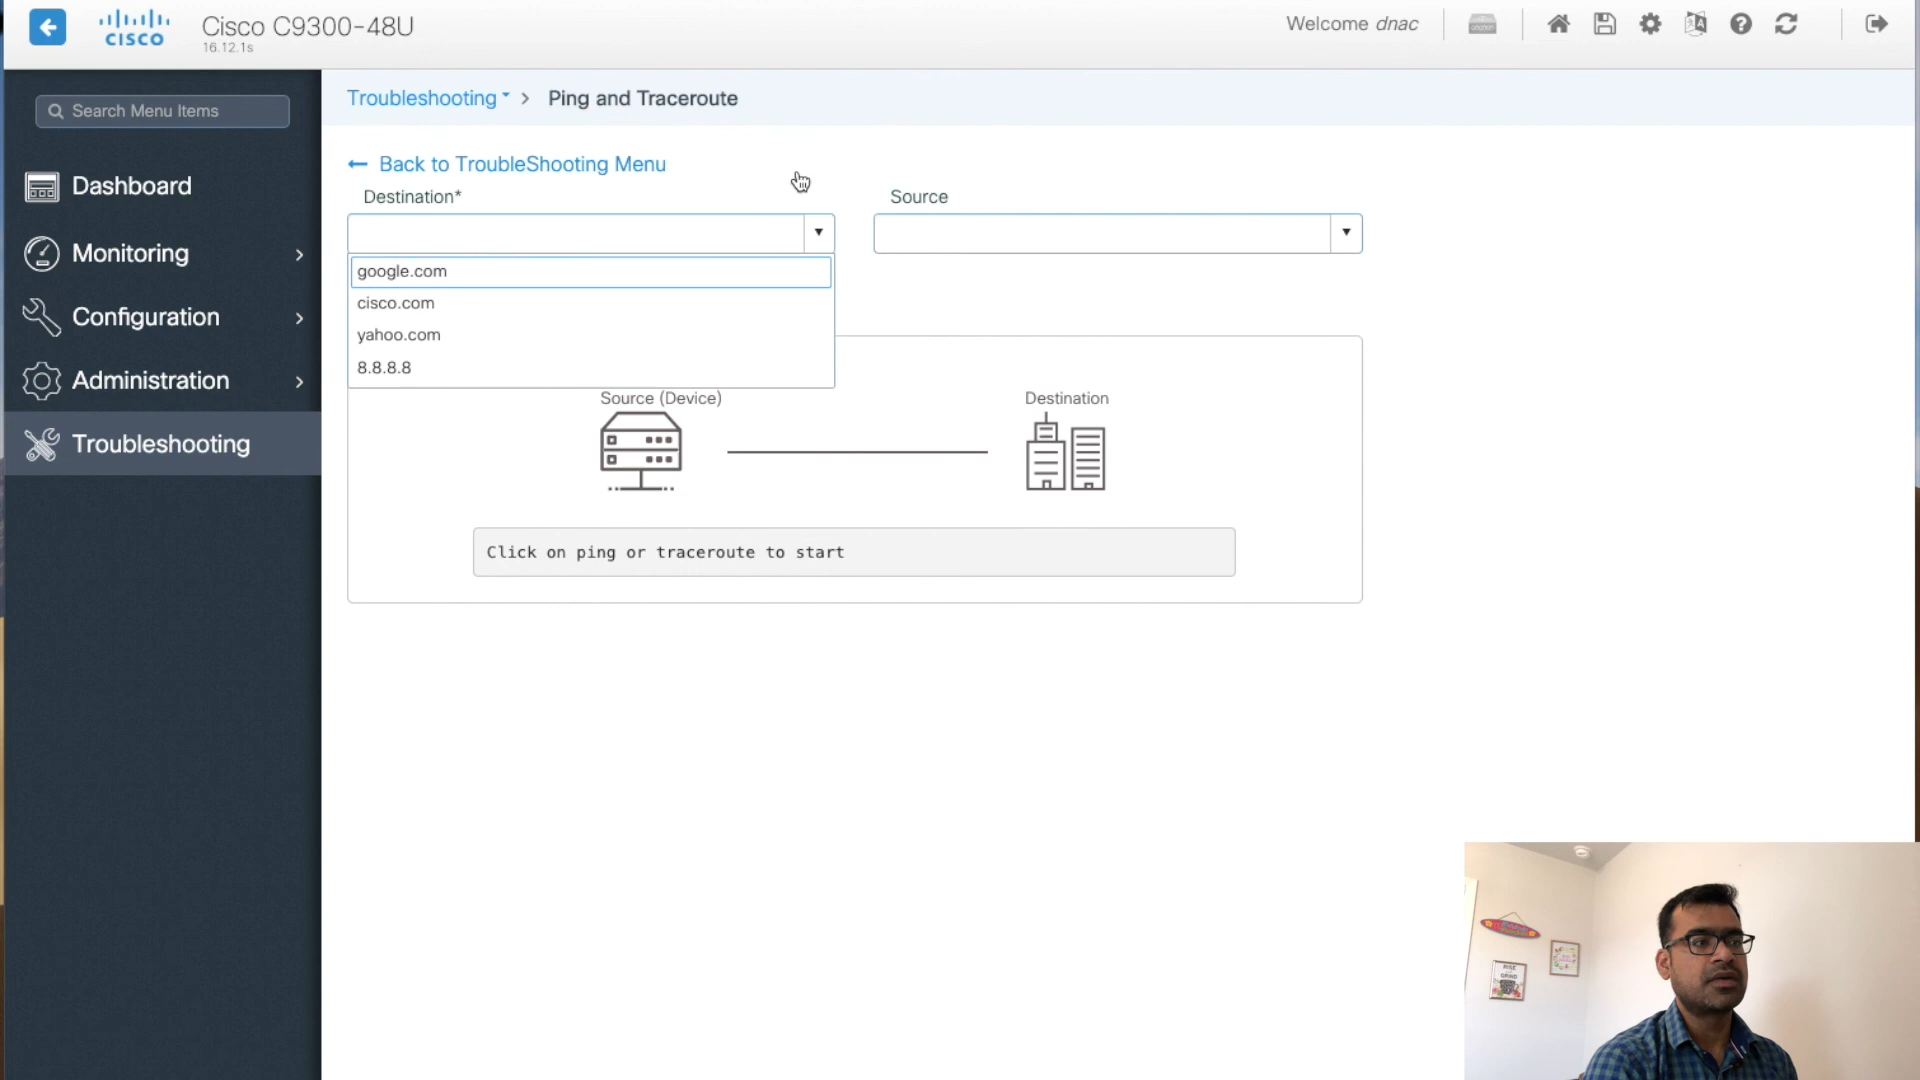 CISCO
Cisco C9300-48U
16.12.1s
Welcome dnac
Search Menu Items
Dashboard
Monitoring
Configuration
Administration
Troubleshooting
Troubleshooting > Ping and Traceroute
← Back to TroubleShooting Menu
Destination*
Source
google.com
cisco.com
yahoo.com
8.8.8.8
Source (Device)
Destination
Click on ping or traceroute to start
RISE
GRIND